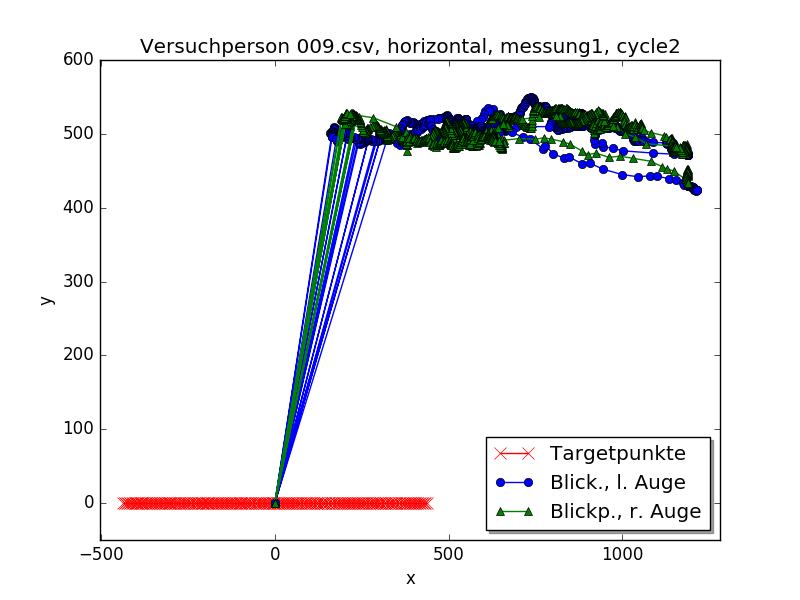 Versuchperson 009.csv, horizontal, messung1, cycle2
600
500
400
300
200
100
0
y
−500
0
500
1000
x
Targetpunkte
Blick., l. Auge
Blickp., r. Auge